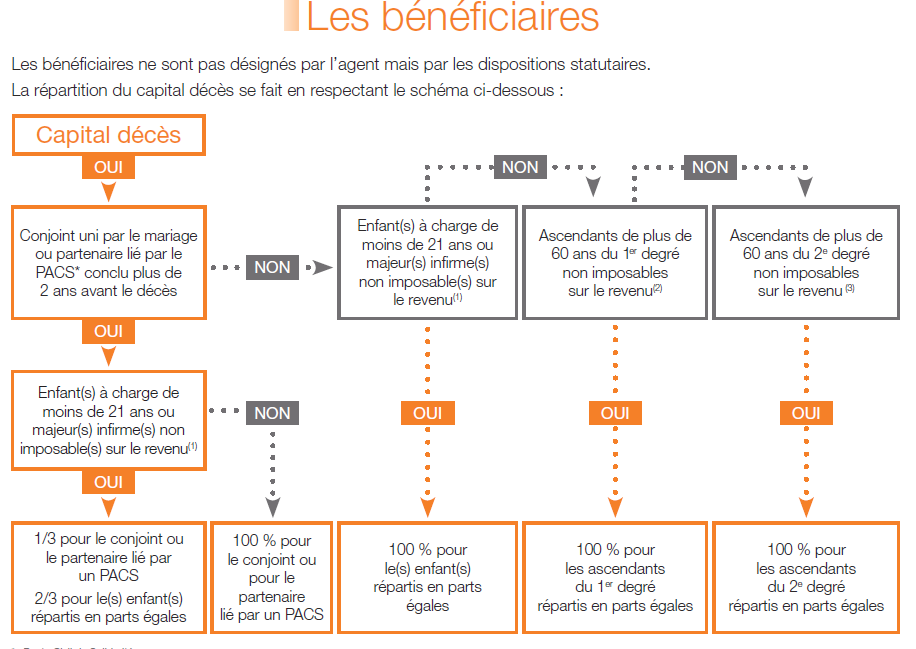 Les bénéficiaires
Les bénéficiaires ne sont pas désignés par l'agent mais par les dispositions statutaires.
La répartition du capital décès se fait en respectant le schéma ci-dessous :
Capital décès
OUI
NON
NON
Conjoint uni par le mariage
ou partenaire lié par le
PACS* conclu plus de
2 ans avant le décès
NON
Enfant(s) à charge de
moins de 21 ans ou
majeur(s) infirme(s)
non imposable(s) sur
le revenu(1)
Ascendants de plus de
60 ans du 1er degré
non imposables
sur le revenu(2)
Ascendants de plus de
60 ans du 2e degré
non imposables
sur le revenu (3)
OUI
Enfant(s) à charge de
moins de 21 ans ou
majeur(s) infirme(s) non
imposable(s) sur le revenu(1)
NON
OUI
OUI
OUI
OUI
1/3 pour le conjoint ou
le partenaire lié par
un PACS
2/3 pour le(s) enfant(s)
répartis en parts égales
100 % pour
le conjoint ou
pour le
partenaire
lié par un PACS
100 % pour
le(s) enfant(s)
répartis en parts
égales
100 % pour
les ascendants
du 1er degré
répartis en parts égales
100 % pour
les ascendants
du 2e degré
répartis en parts égales